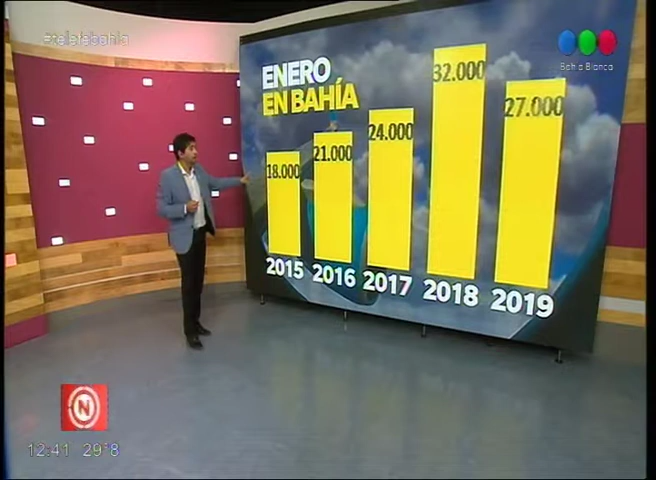 #telefebahia
Bahía Blanca
ENERO
EN BAHÍA
18.000
21.000
24.000
32.000
27.000
2015
2016
2017
2018
2019
N
12:41 29°8